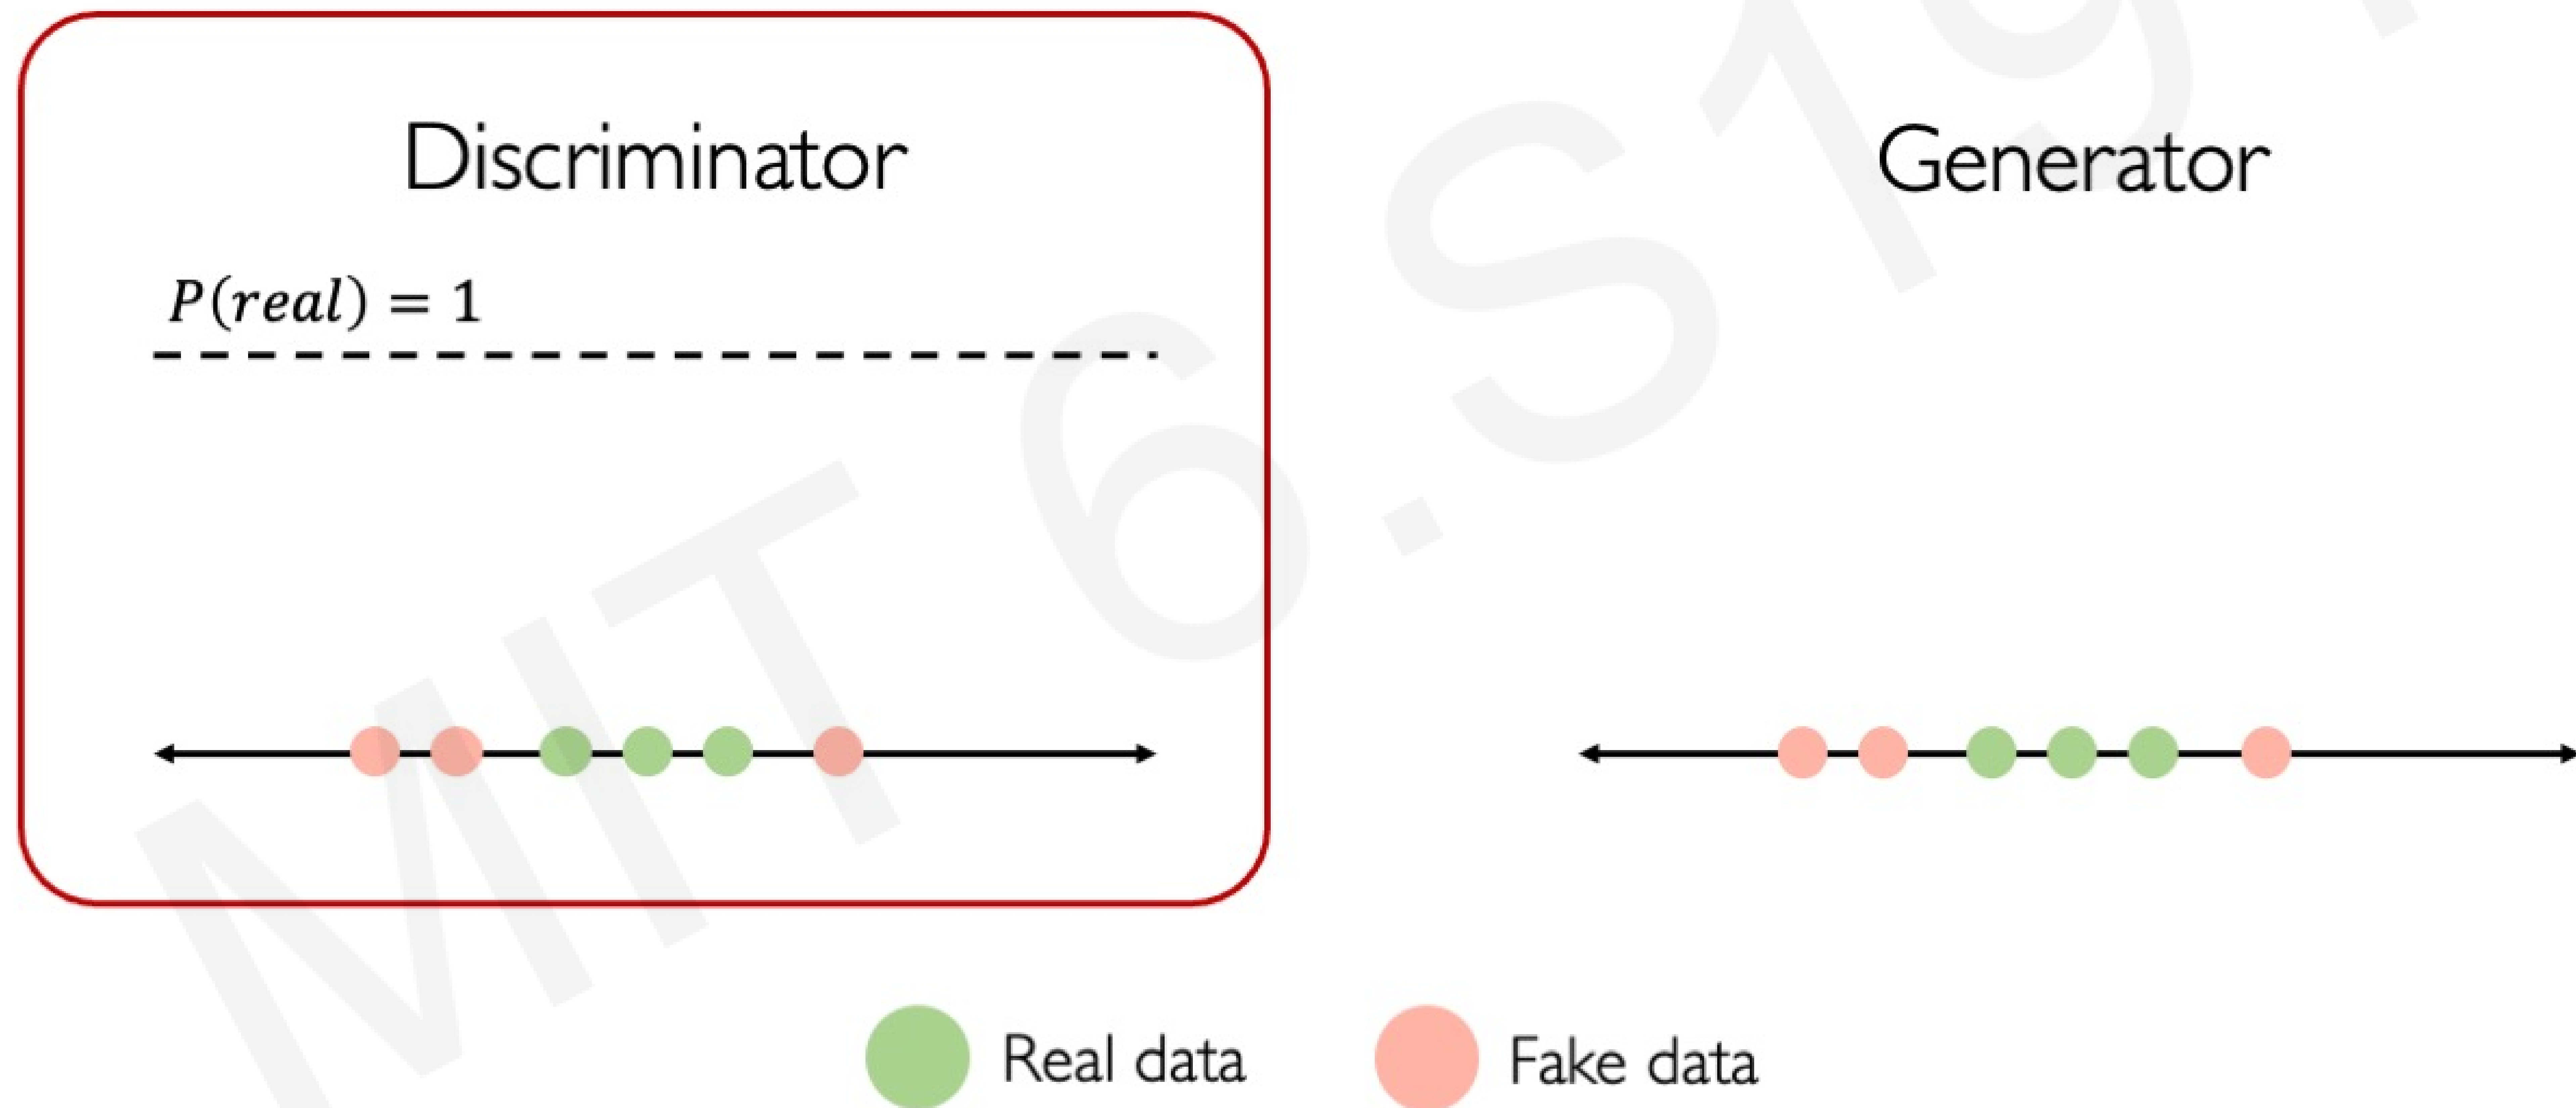 Discriminator
P(real) = 1
Generator
Real data
Fake data
MIT 6.S19